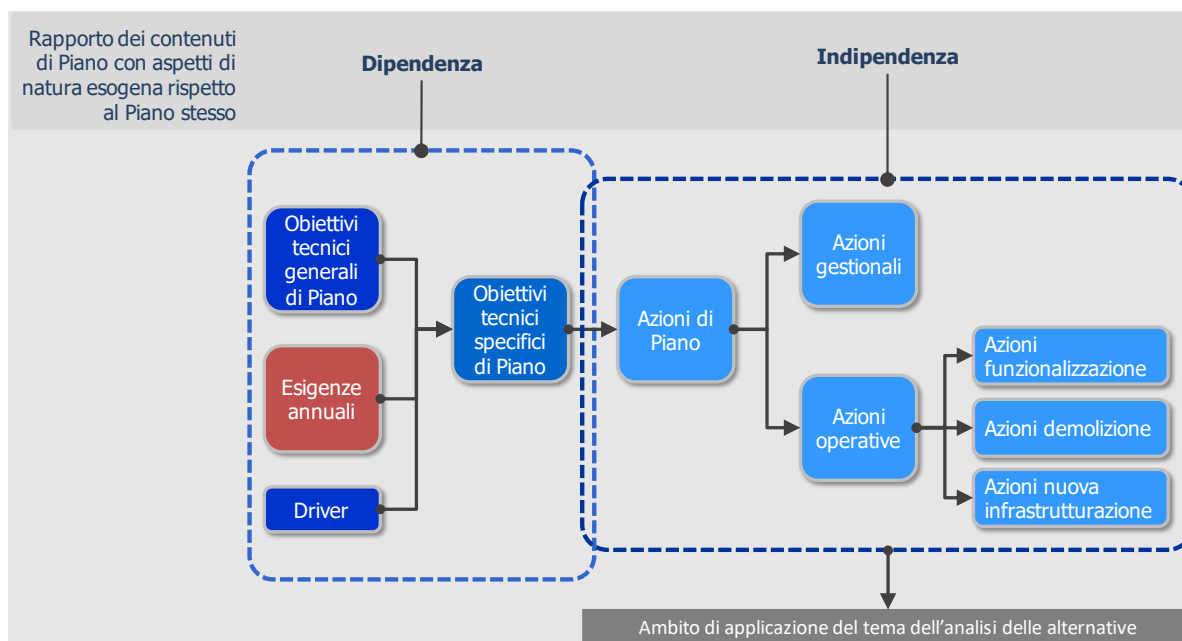 Rapporto dei contenuti
di Piano con aspetti di
natura esogena rispetto
al Piano stesso
Dipendenza
Indipendenza
Obiettivi
tecnici
generali
di Piano
Esigenze
annuali
Driver
Obiettivi
tecnici
specifici
di Piano
Azioni di
Piano
Azioni
gestionali
Azioni
operative
Azioni
funzionalizzazione
Azioni demolizione
Azioni nuova
infrastrutturazione
Ambito di applicazione del tema dell’analisi delle alternative